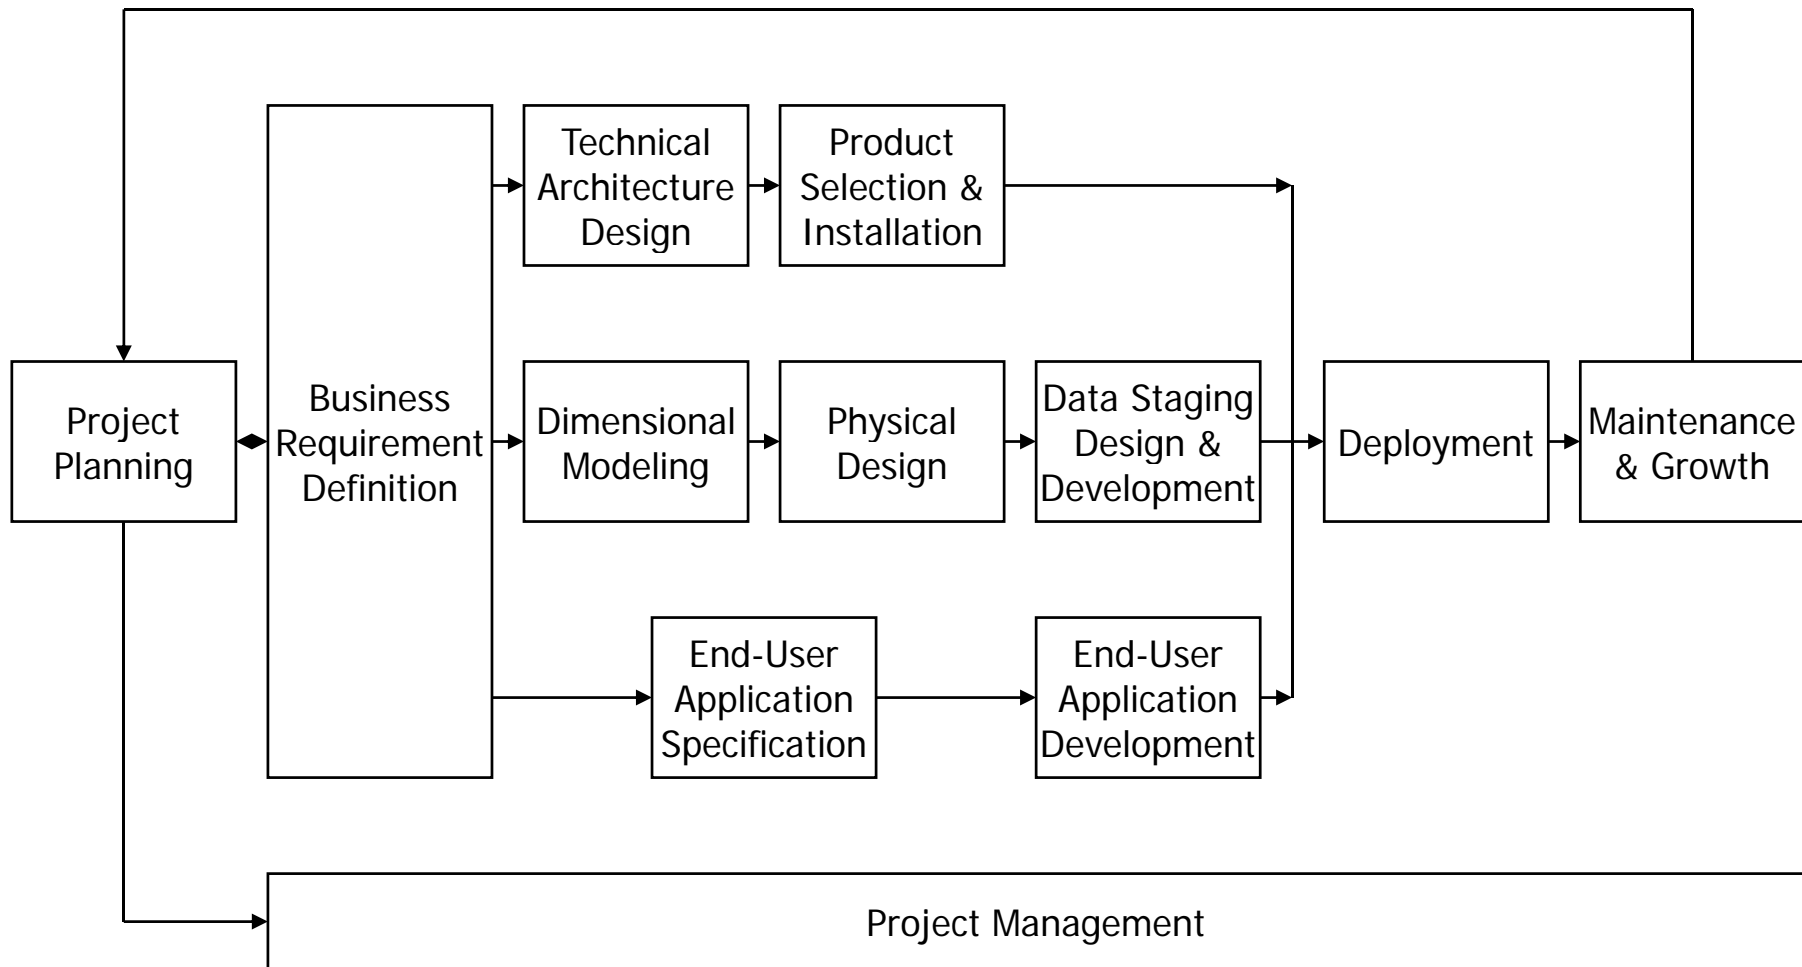 Technical
Architecture
Design
Product
Selection &
Installation
Project
Planning
Business
Requirement
Definition
Dimensional
Modeling
Physical
Design
Data Staging
Design &
Development
Deployment
Maintenance
& Growth
End-User
Application
Specification
End-User
Application
Development
Project Management